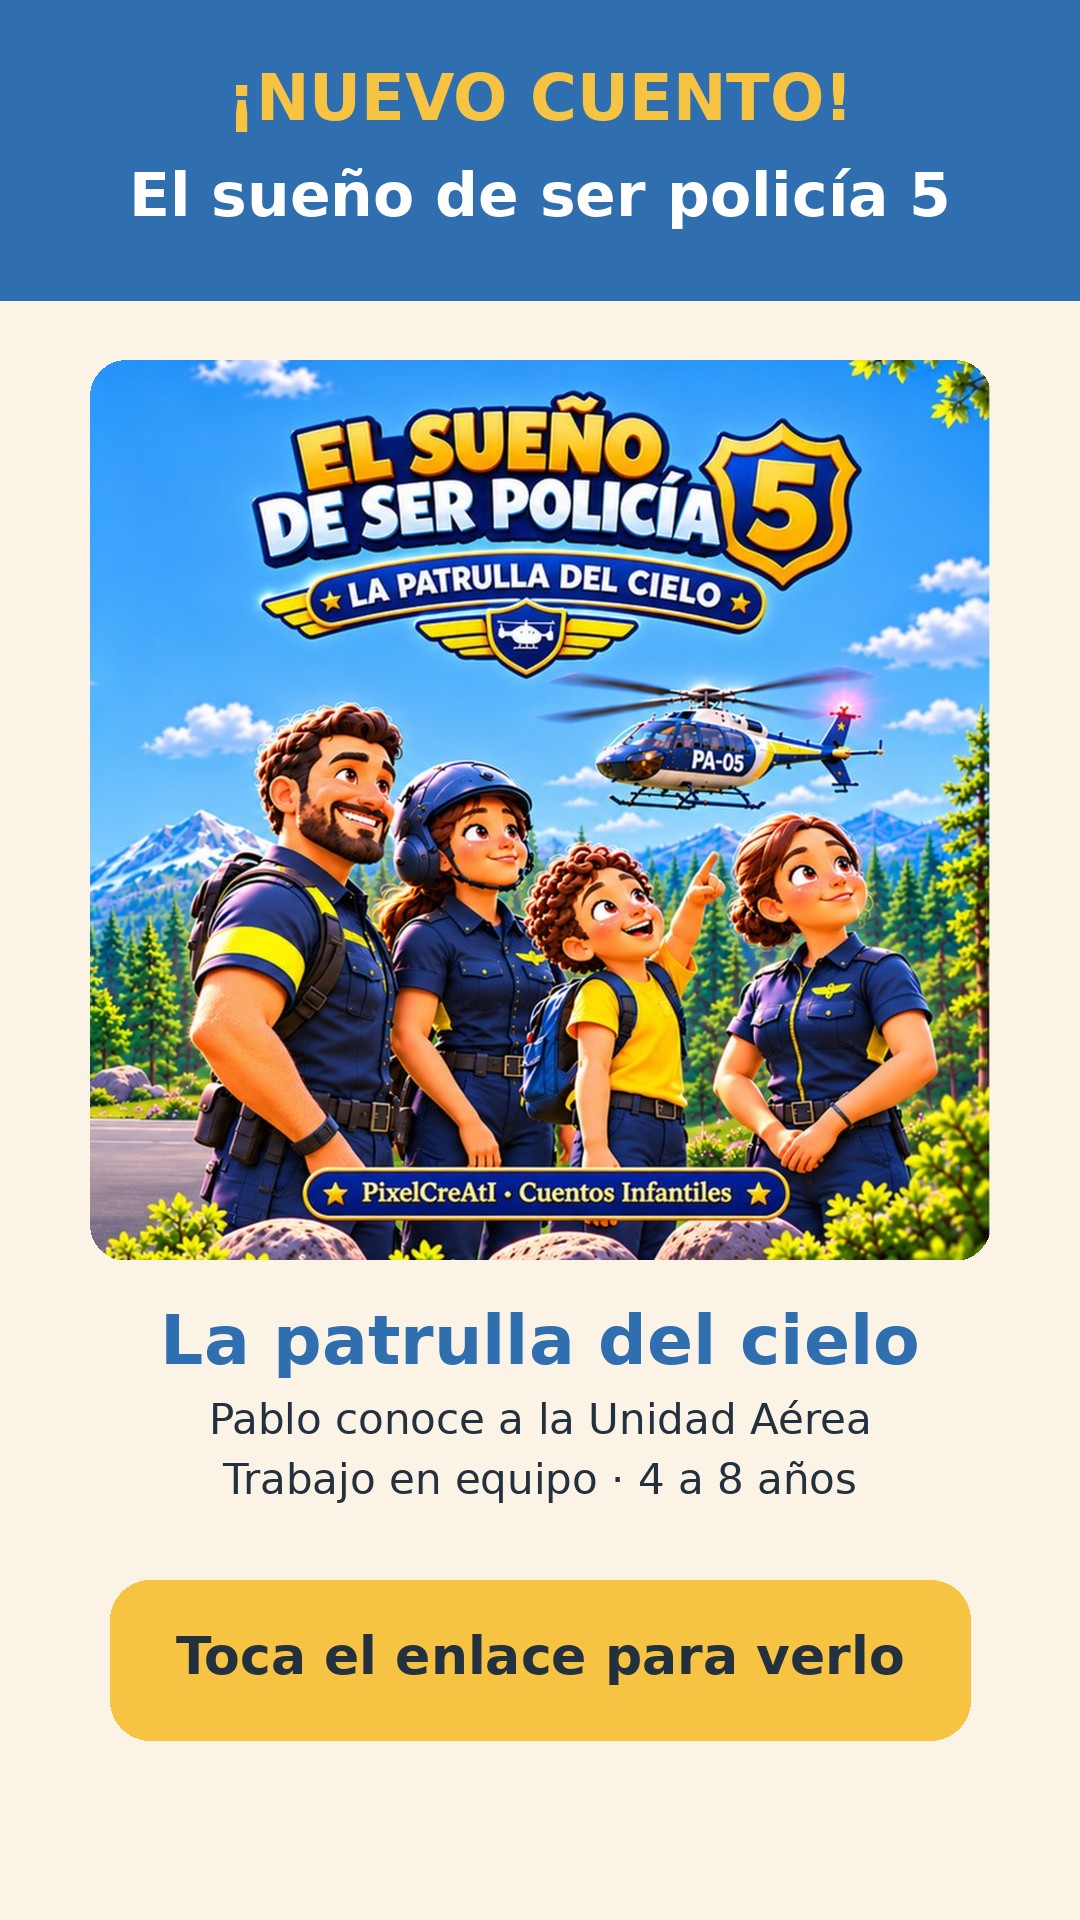 ¡NUEVO CUENTO!
El sueño de ser policía 5
EL SUEÑO
DE SER POLICÍA 5
LA PATRULLA DEL CIELO
PA-05
PixelCreAtI · Cuentos Infantiles
La patrulla del cielo
Pablo conoce a la Unidad Aérea
Trabajo en equipo · 4 a 8 años
Toca el enlace para verlo